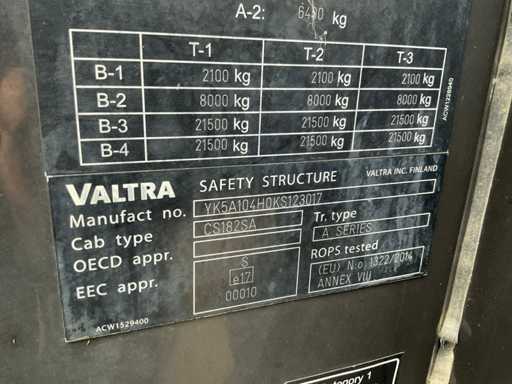 A-2: 6490 kg
T-1 T-2 T-3
B-1 2100 kg 2100 kg 2100 kg
B-2 8000 kg 8000 kg 8000 kg
B-3 21500 kg 21500 kg 21500 kg
B-4 21500 kg 21500 kg 21500 kg
ACW1228940
VALTRA SAFETY STRUCTURE VALTRA INC. FINLAND
Manufact no. YK5A104H0KS123017
Cab type CS182SA Tr. type
OECD appr. A SERIES
S ROPS tested
EEC appr. e17 (EU) No 1322/2014
00010 ANNEX VIII
ACW1529400